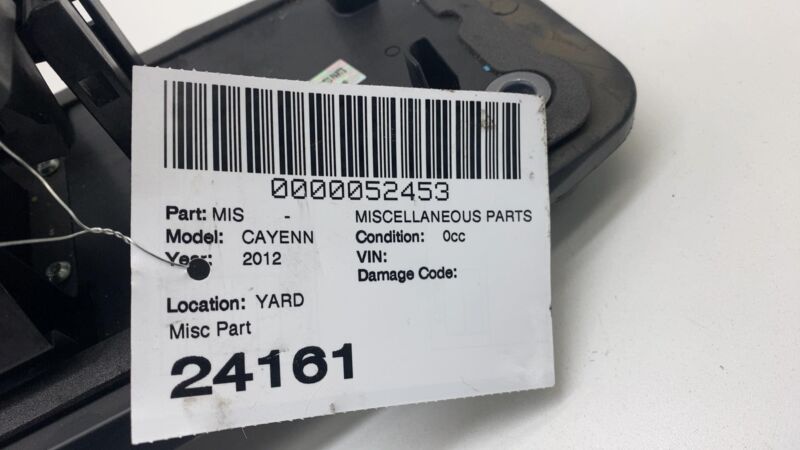 0000052453
Part: MIS - MISCELLANEOUS PARTS
Model: CAYENN Condition: 0cc
Year: 2012 VIN:
Damage Code:
Location: YARD
Misc Part
24161